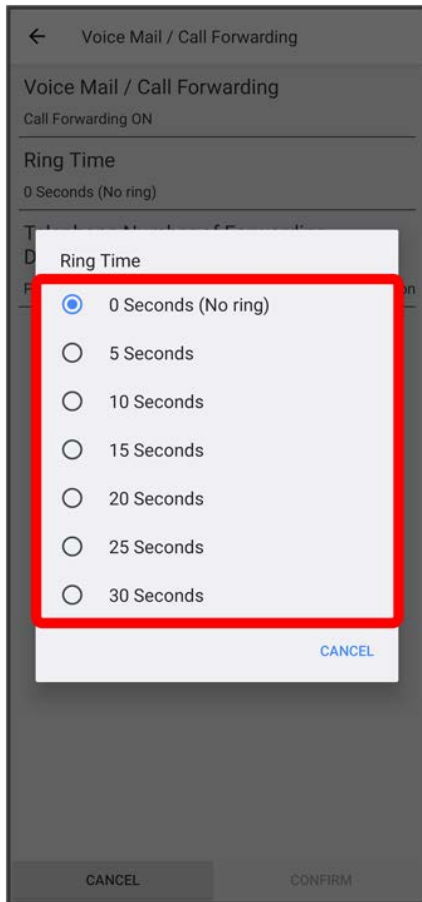 Voice Mail / Call Forwarding
Voice Mail / Call Forwarding
Call Forwarding ON
Ring Time
0 Seconds (No ring)
Ring Time
0 Seconds (No ring)
5 Seconds
10 Seconds
15 Seconds
20 Seconds
25 Seconds
30 Seconds
CANCEL
CANCEL
CONFIRM